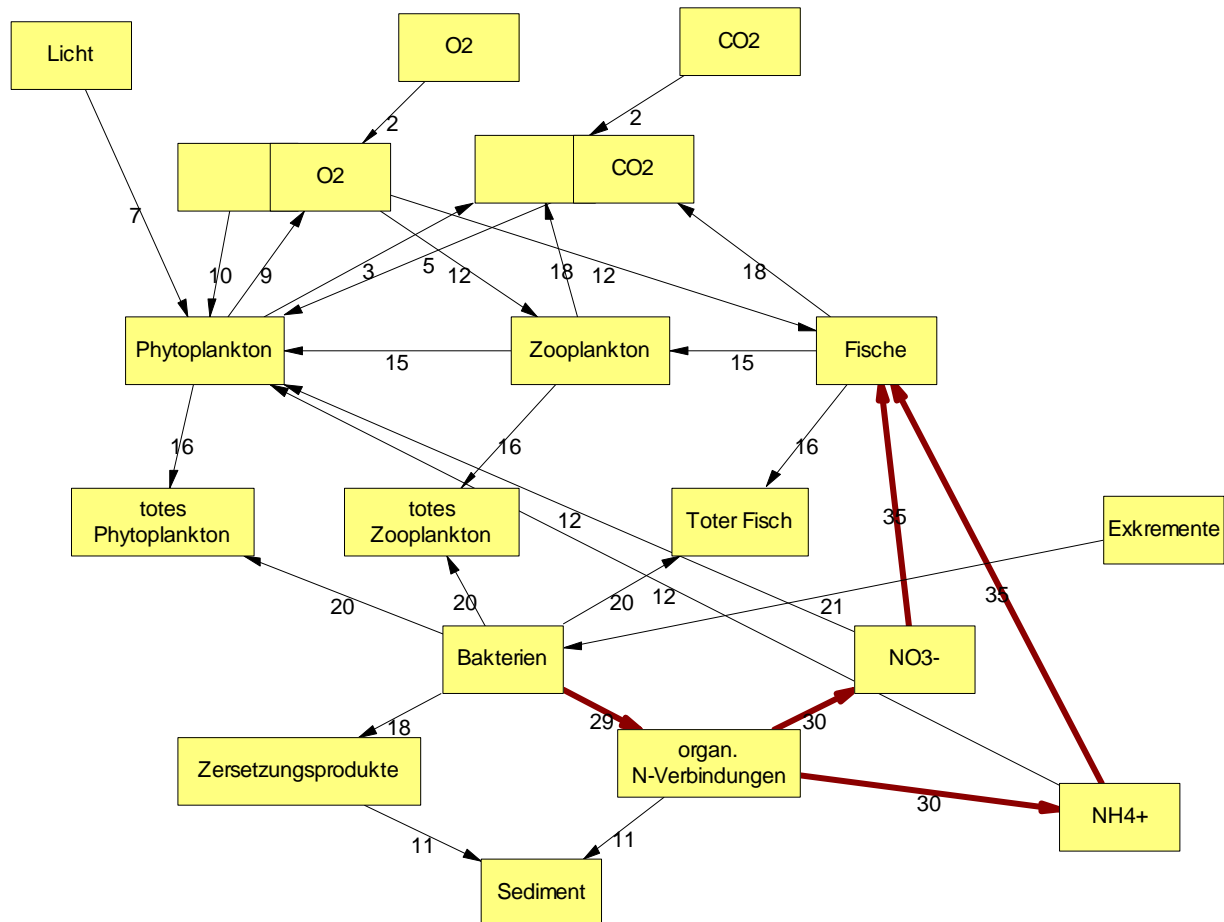 O2
CO2
Licht
2
2
O2
CO2
7
10
9
3
5
12
18
12
18
Phytoplankton
Zooplankton
Fische
15
15
16
16
16
totes
Phytoplankton
totes
Zooplankton
Toter Fisch
12
35
Exkremente
12
35
20
20
20
21
Bakterien
NO3-
18
29
30
organ.
N-Verbindungen
Zersetzungsprodukte
30
NH4+
11
11
Sediment